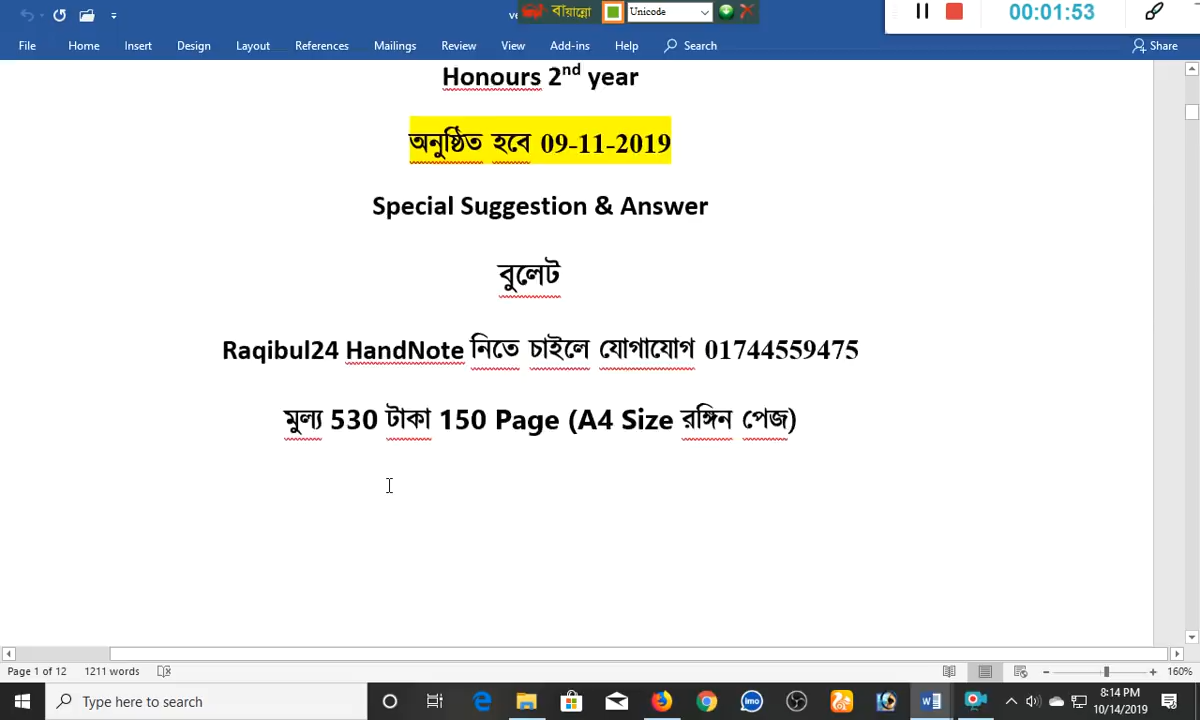 বায়ান্নো
Unicode
00:01:53
File Home Insert Design Layout References Mailings Review View Add-ins Help Search Share
Honours 2nd year
অনুষ্ঠিত হবে 09-11-2019
Special Suggestion & Answer
বুলেট
Raqibul24 HandNote নিতে চাইলে যোগাযোগ 01744559475
মুল্য 530 টাকা 150 Page (A4 Size রঙ্গিন পেজ)
Page 1 of 12 1211 words 160%
Type here to search
imo
8:14 PM
10/14/2019